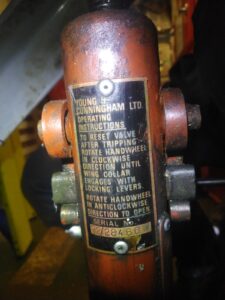 YOUNG &
CUNNINGHAM LTD.
OPERATING
INSTRUCTIONS
TO RESET VALVE
AFTER TRIPPING
ROTATE HANDWHEEL
IN CLOCKWISE
DIRECTION UNTIL
WING COLLAR
ENGAGES WITH
LOCKING LEVERS.
ROTATE HANDWHEEL
IN ANTICLOCKWISE
DIRECTION TO OPEN.
SERIAL NO.